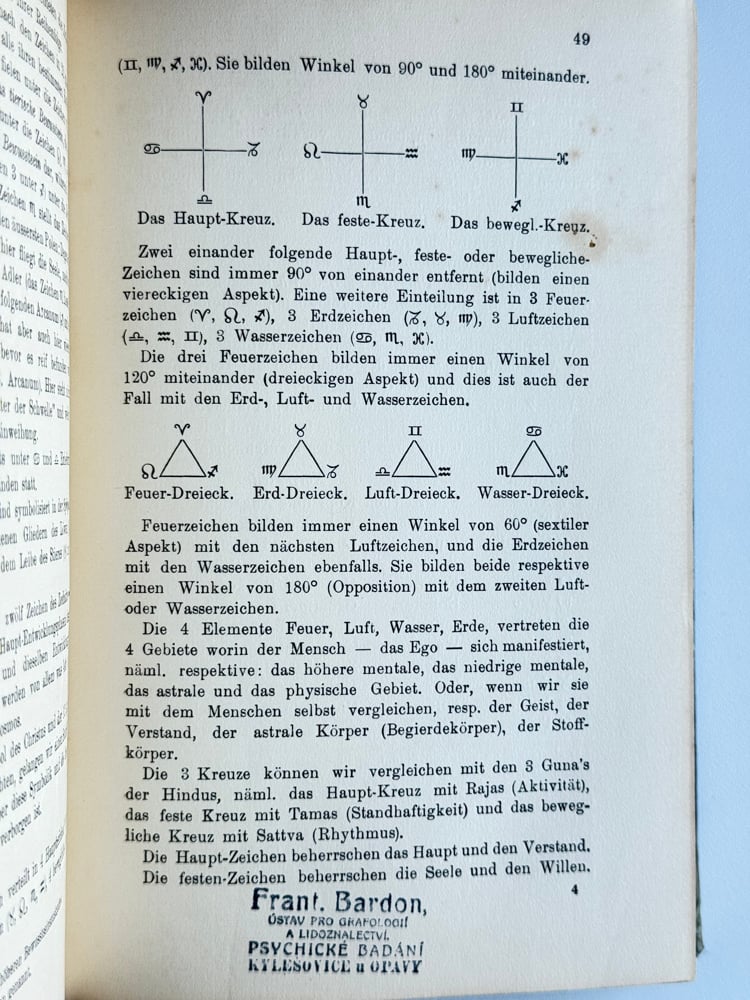 49
(♊, ♍, ♐, ♓). Sie bilden Winkel von 90° und 180° miteinander.
♈ ♉ ♊
♋ ♑ ♌ ♒ ♍ ♓
♎ ♏ ♐
Das Haupt-Kreuz. Das feste-Kreuz. Das bewegl.-Kreuz.
Zwei einander folgende Haupt-, feste- oder bewegliche-
Zeichen sind immer 90° von einander entfernt (bilden einen
viereckigen Aspekt). Eine weitere Einteilung ist in 3 Feuer-
zeichen (♈, ♌, ♐), 3 Erdzeichen (♑, ♉, ♍), 3 Luftzeichen
(♎, ♒, ♊), 3 Wasserzeichen (♋, ♏, ♓).
Die drei Feuerzeichen bilden immer einen Winkel von
120° miteinander (dreieckigen Aspekt) und dies ist auch der
Fall mit den Erd-, Luft- und Wasserzeichen.
♈ ♉ ♊ ♋
♌ ♐ ♍ ♑ ♎ ♒ ♏ ♓
Feuer-Dreieck. Erd-Dreieck. Luft-Dreieck. Wasser-Dreieck.
Feuerzeichen bilden immer einen Winkel von 60° (sextiler
Aspekt) mit den nächsten Luftzeichen, und die Erdzeichen
mit den Wasserzeichen ebenfalls. Sie bilden beide respektive
einen Winkel von 180° (Opposition) mit dem zweiten Luft-
oder Wasserzeichen.
Die 4 Elemente Feuer, Luft, Wasser, Erde, vertreten die
4 Gebiete worin der Mensch — das Ego — sich manifestiert,
näml. respektive: das höhere mentale, das niedrige mentale,
das astrale und das physische Gebiet. Oder, wenn wir sie
mit dem Menschen selbst vergleichen, resp. der Geist, der
Verstand, der astrale Körper (Begierdekörper), der Stoff-
körper.
Die 3 Kreuze können wir vergleichen mit den 3 Guna's
der Hindus, näml. das Haupt-Kreuz mit Rajas (Aktivität),
das feste Kreuz mit Tamas (Standhaftigkeit) und das beweg-
liche Kreuz mit Sattva (Rhythmus).
Die Haupt-Zeichen beherrschen das Haupt und den Verstand.
Die festen-Zeichen beherrschen die Seele und den Willen.
4
Frant. Bardon,
ÚSTAV PRO GRAFOLOGII
A LIDOZNALECTVÍ.
PSYCHICKÉ BADÁNÍ
KYLEŠOVICE u OPAVY